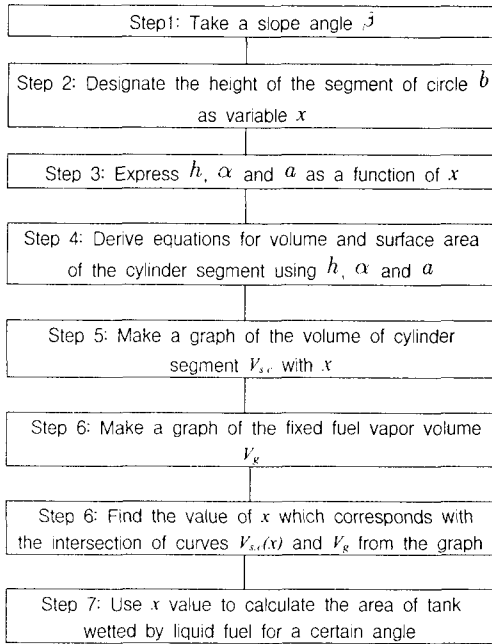 Step1: Take a slope angle
Step 2: Designate the height of the segment of circle b
as variable x
Step 3: Express h, α and a as a function of x
Step 4: Derive equations for volume and surface area
of the cylinder segment using h, α and a
Step 5: Make a graph of the volume of cylinder
segment V_{s.c} with x
Step 6: Make a graph of the fixed fuel vapor volume
V_g
Step 6: Find the value of x which corresponds with
the intersection of curves V_{s.c}(x) and V_g from the graph
Step 7: Use x value to calculate the area of tank
wetted by liquid fuel for a certain angle